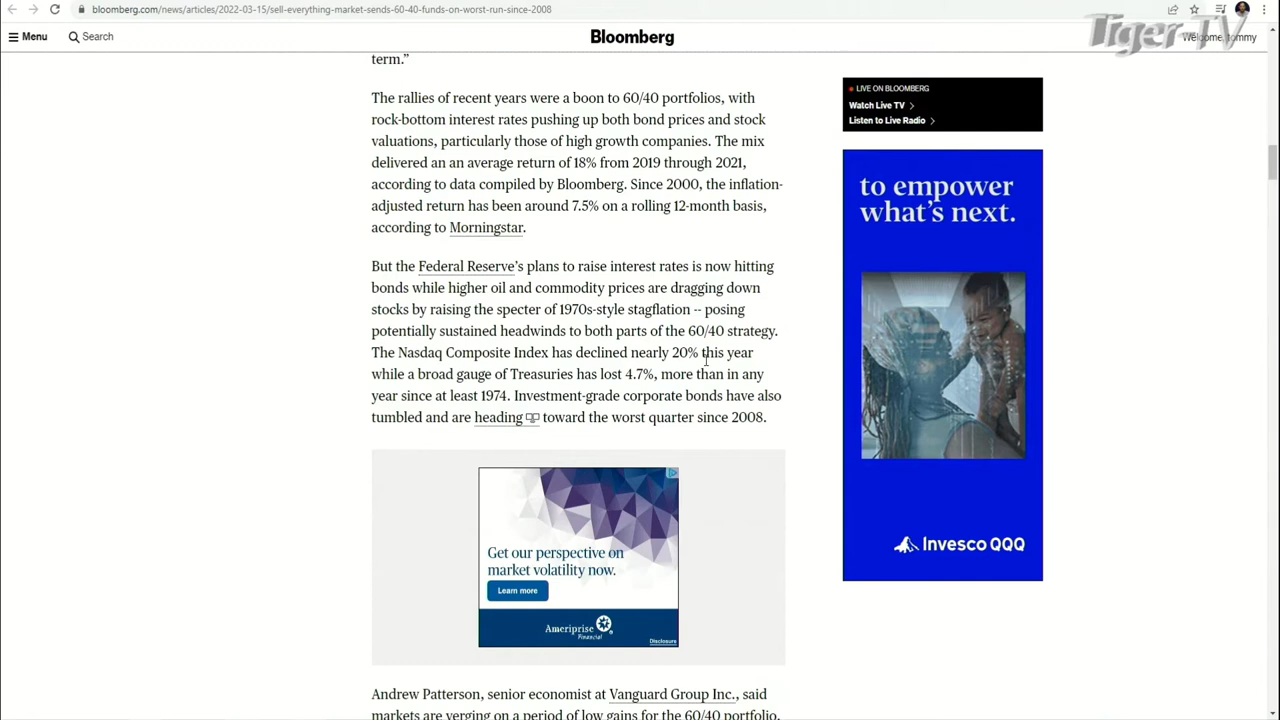 bloomberg.com/news/articles/2022-03-15/sell-everything-market-sends-60-40-funds-on-worst-run-since-2008
Menu
Search
Bloomberg
Welcome, tommy
Tiger TV
term.”
The rallies of recent years were a boon to 60/40 portfolios, with
rock-bottom interest rates pushing up both bond prices and stock
valuations, particularly those of high growth companies. The mix
delivered an an average return of 18% from 2019 through 2021,
according to data compiled by Bloomberg. Since 2000, the inflation-
adjusted return has been around 7.5% on a rolling 12-month basis,
according to Morningstar.
But the Federal Reserve’s plans to raise interest rates is now hitting
bonds while higher oil and commodity prices are dragging down
stocks by raising the specter of 1970s-style stagflation -- posing
potentially sustained headwinds to both parts of the 60/40 strategy.
The Nasdaq Composite Index has declined nearly 20% this year
while a broad gauge of Treasuries has lost 4.7%, more than in any
year since at least 1974. Investment-grade corporate bonds have also
tumbled and are heading toward the worst quarter since 2008.
Get our perspective on
market volatility now.
Learn more
Ameriprise
Financial
Disclosure
Andrew Patterson, senior economist at Vanguard Group Inc., said
markets are verging on a period of low gains for the 60/40 portfolio,
LIVE ON BLOOMBERG
Watch Live TV
Listen to Live Radio
to empower
what’s next.
Invesco QQQ